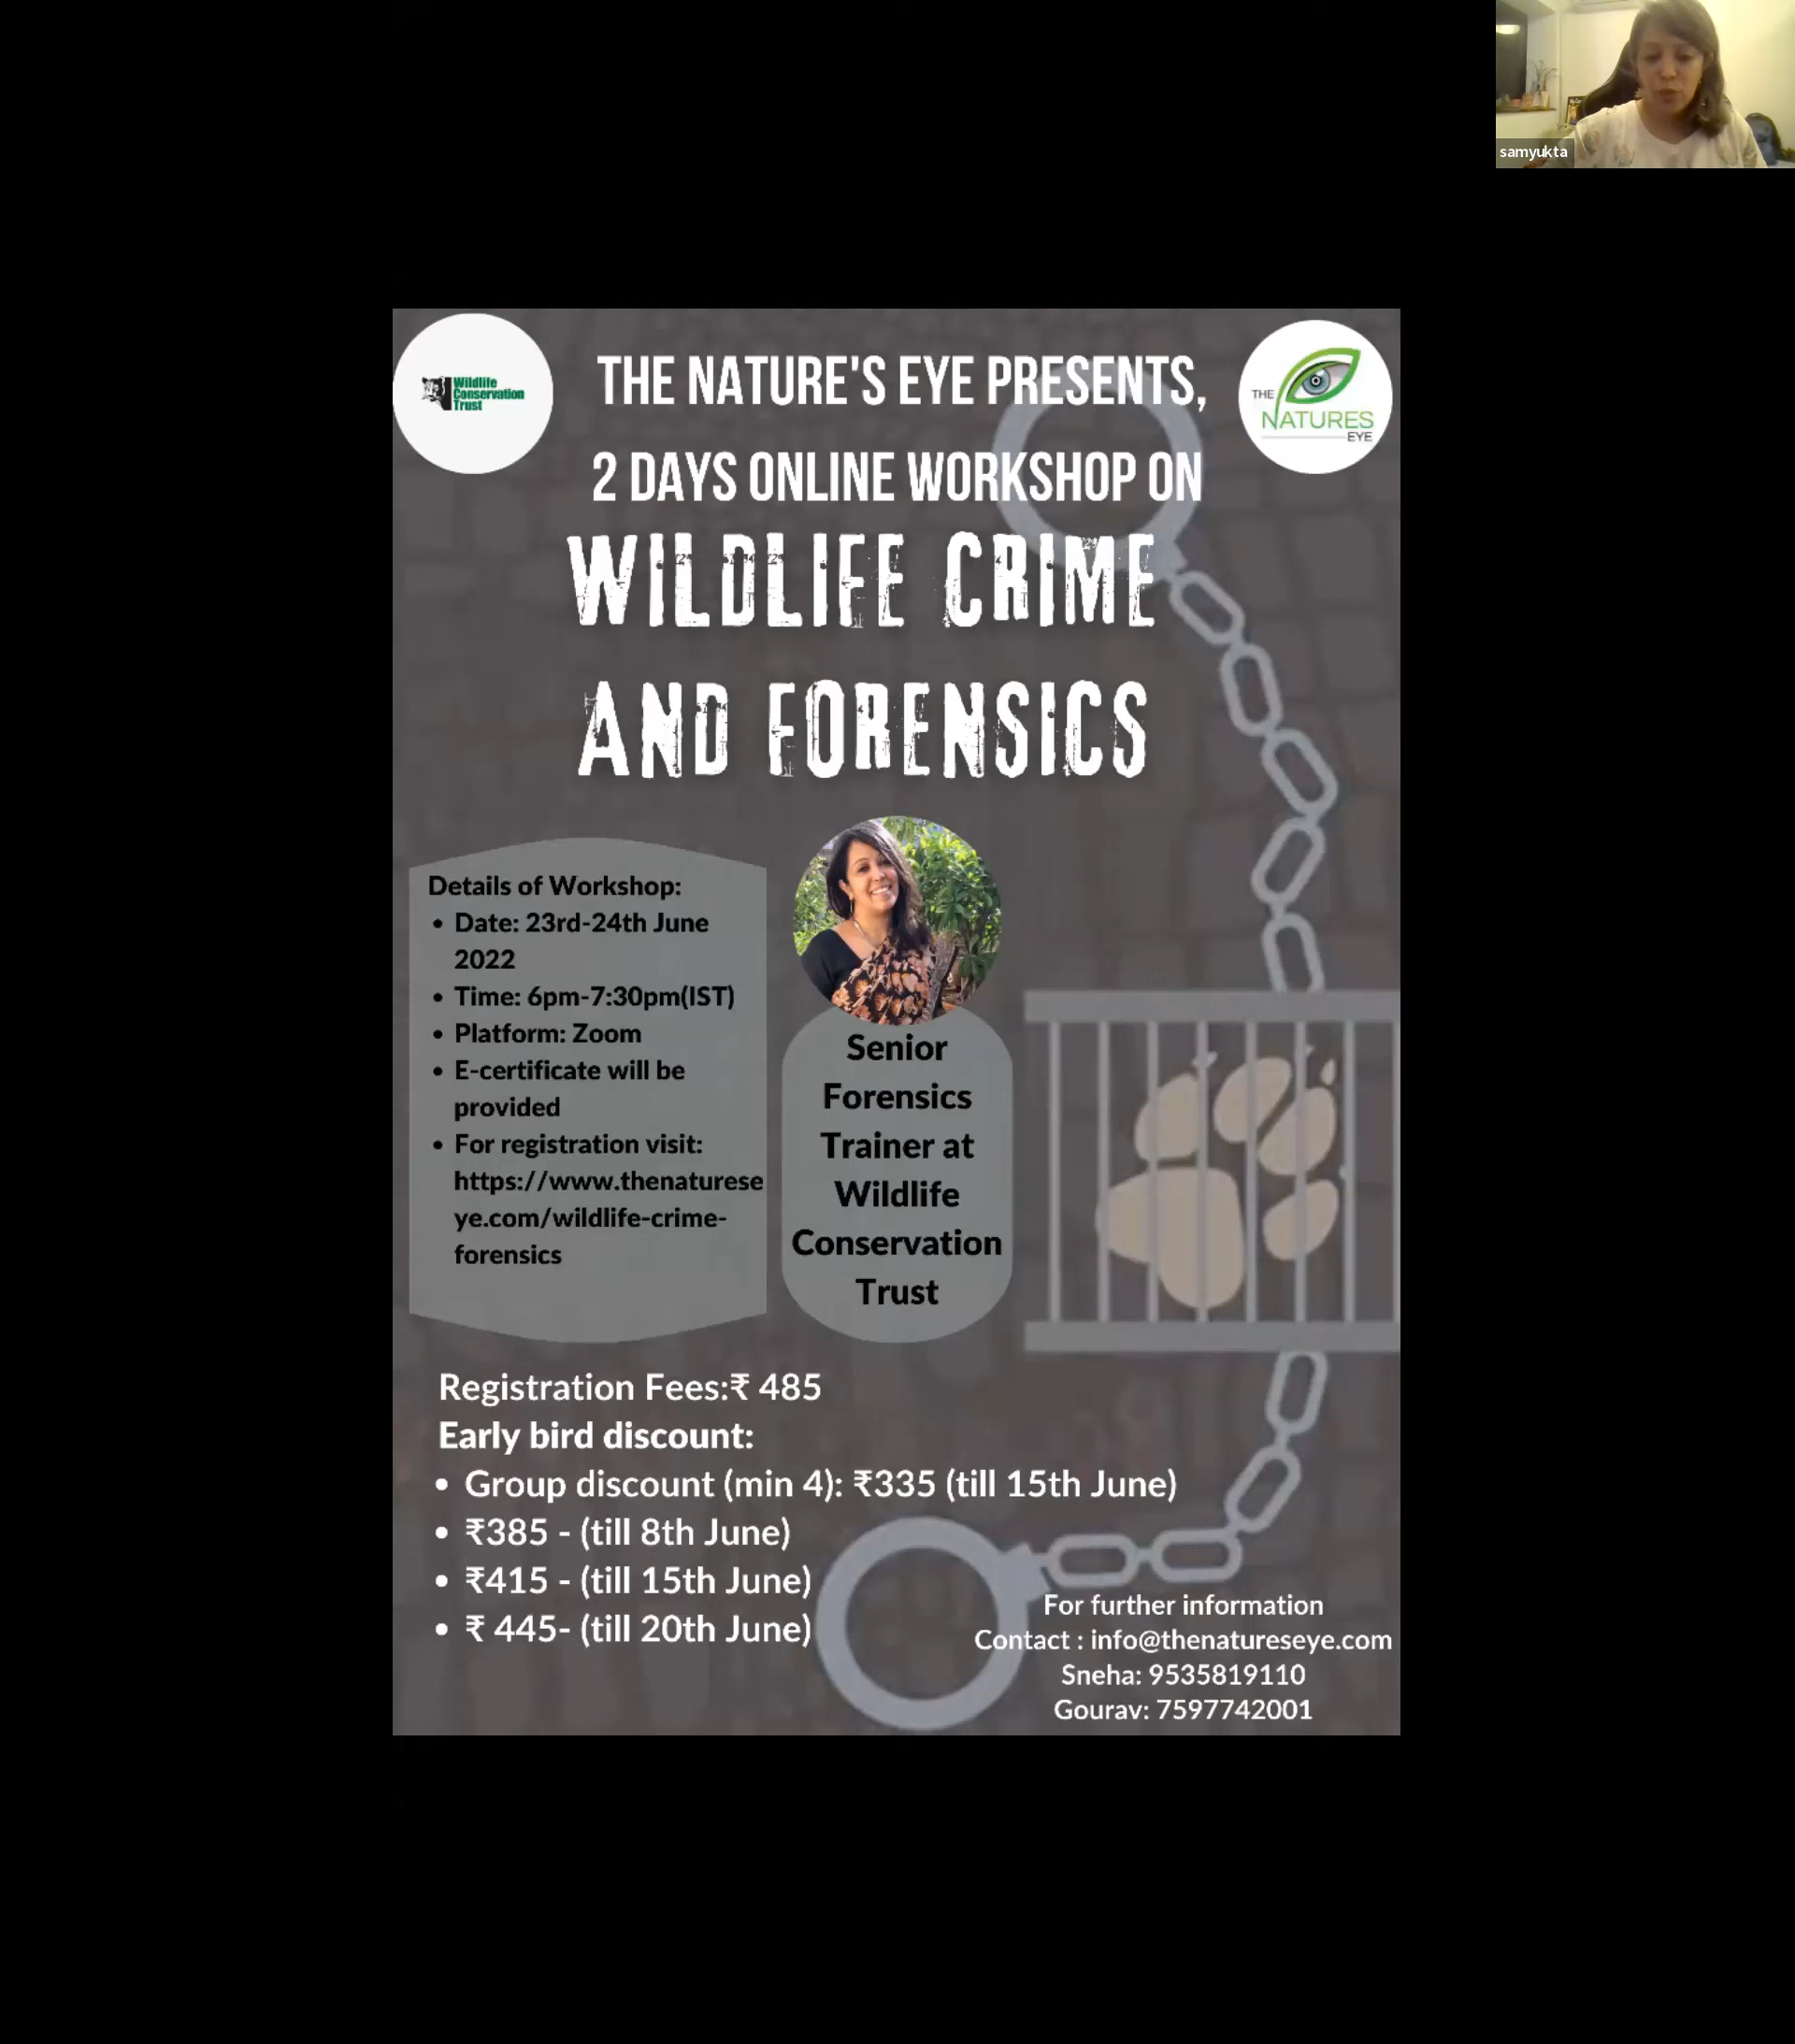 samyukta
Wildlife
Conservation
Trust
THE NATURE'S EYE PRESENTS,
THE
NATURES
EYE
2 DAYS ONLINE WORKSHOP ON
WILDLIFE CRIME
AND FORENSICS
Details of Workshop:
• Date: 23rd-24th June
2022
• Time: 6pm-7:30pm(IST)
• Platform: Zoom
• E-certificate will be
provided
• For registration visit:
https://www.thenaturese
ye.com/wildlife-crime-
forensics
Senior
Forensics
Trainer at
Wildlife
Conservation
Trust
Registration Fees:₹ 485
Early bird discount:
• Group discount (min 4): ₹335 (till 15th June)
• ₹385 - (till 8th June)
• ₹415 - (till 15th June)
• ₹ 445- (till 20th June)
For further information
Contact : info@thenatureseye.com
Sneha: 9535819110
Gourav: 7597742001